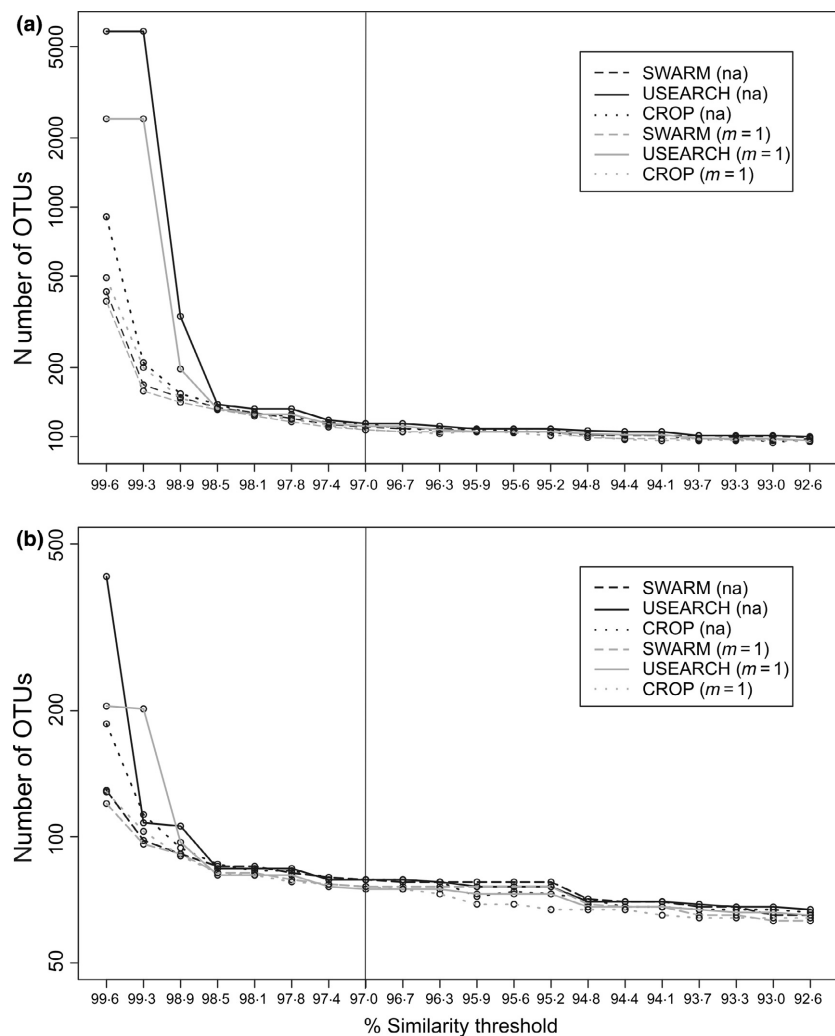 (a)
Number of OTUs
5000
2000
1000
500
200
100
SWARM (na)
USEARCH (na)
CROP (na)
SWARM (m = 1)
USEARCH (m = 1)
CROP (m = 1)
99·6 99·3 98·9 98·5 98·1 97·8 97·4 97·0 96·7 96·3 95·9 95·6 95·2 94·8 94·4 94·1 93·7 93·3 93·0 92·6
(b)
Number of OTUs
500
200
100
50
SWARM (na)
USEARCH (na)
CROP (na)
SWARM (m = 1)
USEARCH (m = 1)
CROP (m = 1)
99·6 99·3 98·9 98·5 98·1 97·8 97·4 97·0 96·7 96·3 95·9 95·6 95·2 94·8 94·4 94·1 93·7 93·3 93·0 92·6
% Similarity threshold